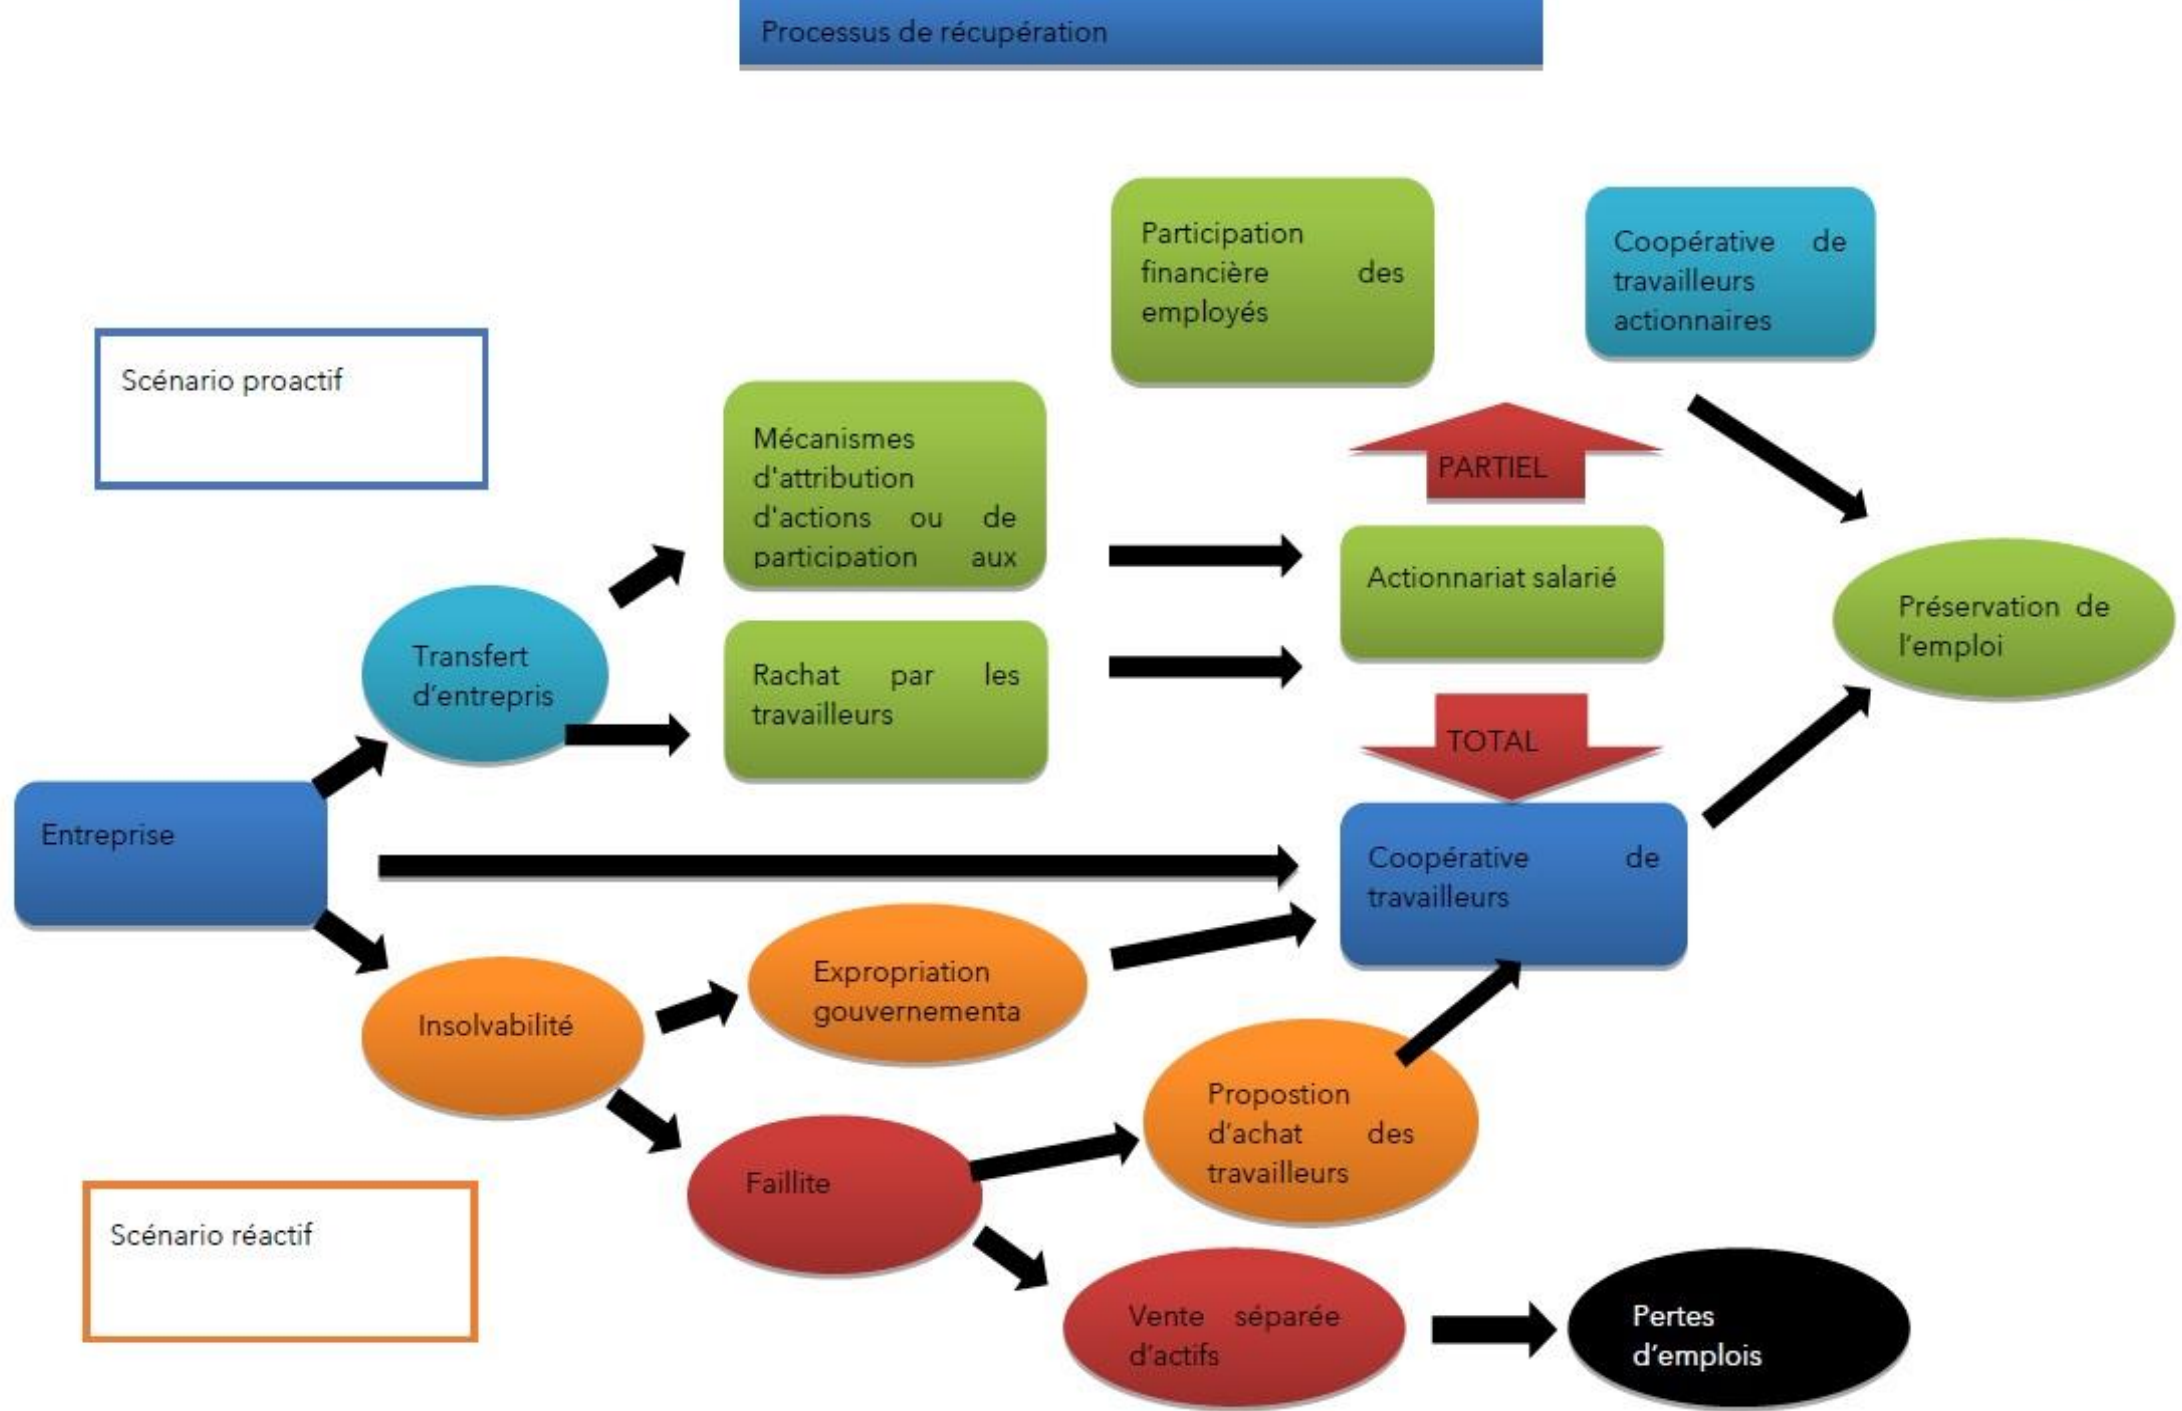 Processus de récupération
Participation
financière des
employés
Coopérative de
travailleurs
actionnaires
Scénario proactif
Mécanismes
d'attribution
d'actions ou de
participation aux
PARTIEL
Actionnariat salarié
Préservation de
l'emploi
Transfert
d'entrepris
Rachat par les
travailleurs
TOTAL
Entreprise
Coopérative de
travailleurs
Expropriation
gouvernementa
Insolvabilité
Propostion
d'achat des
travailleurs
Faillite
Scénario réactif
Vente séparée
d'actifs
Pertes
d'emplois